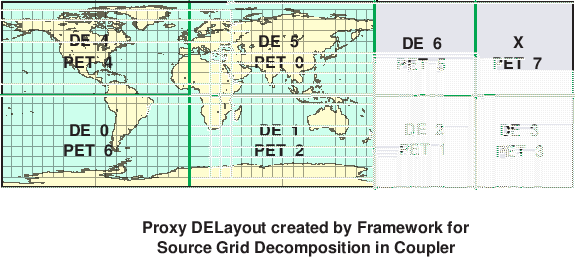 DE 4 DE 5 DE 6 X
PET 4 PET 0 PET 5 PET 7
DE 0 DE 1 DE 2 DE 3
PET 6 PET 2 PET 1 PET 3
Proxy DELayout created by Framework for
Source Grid Decomposition in Coupler